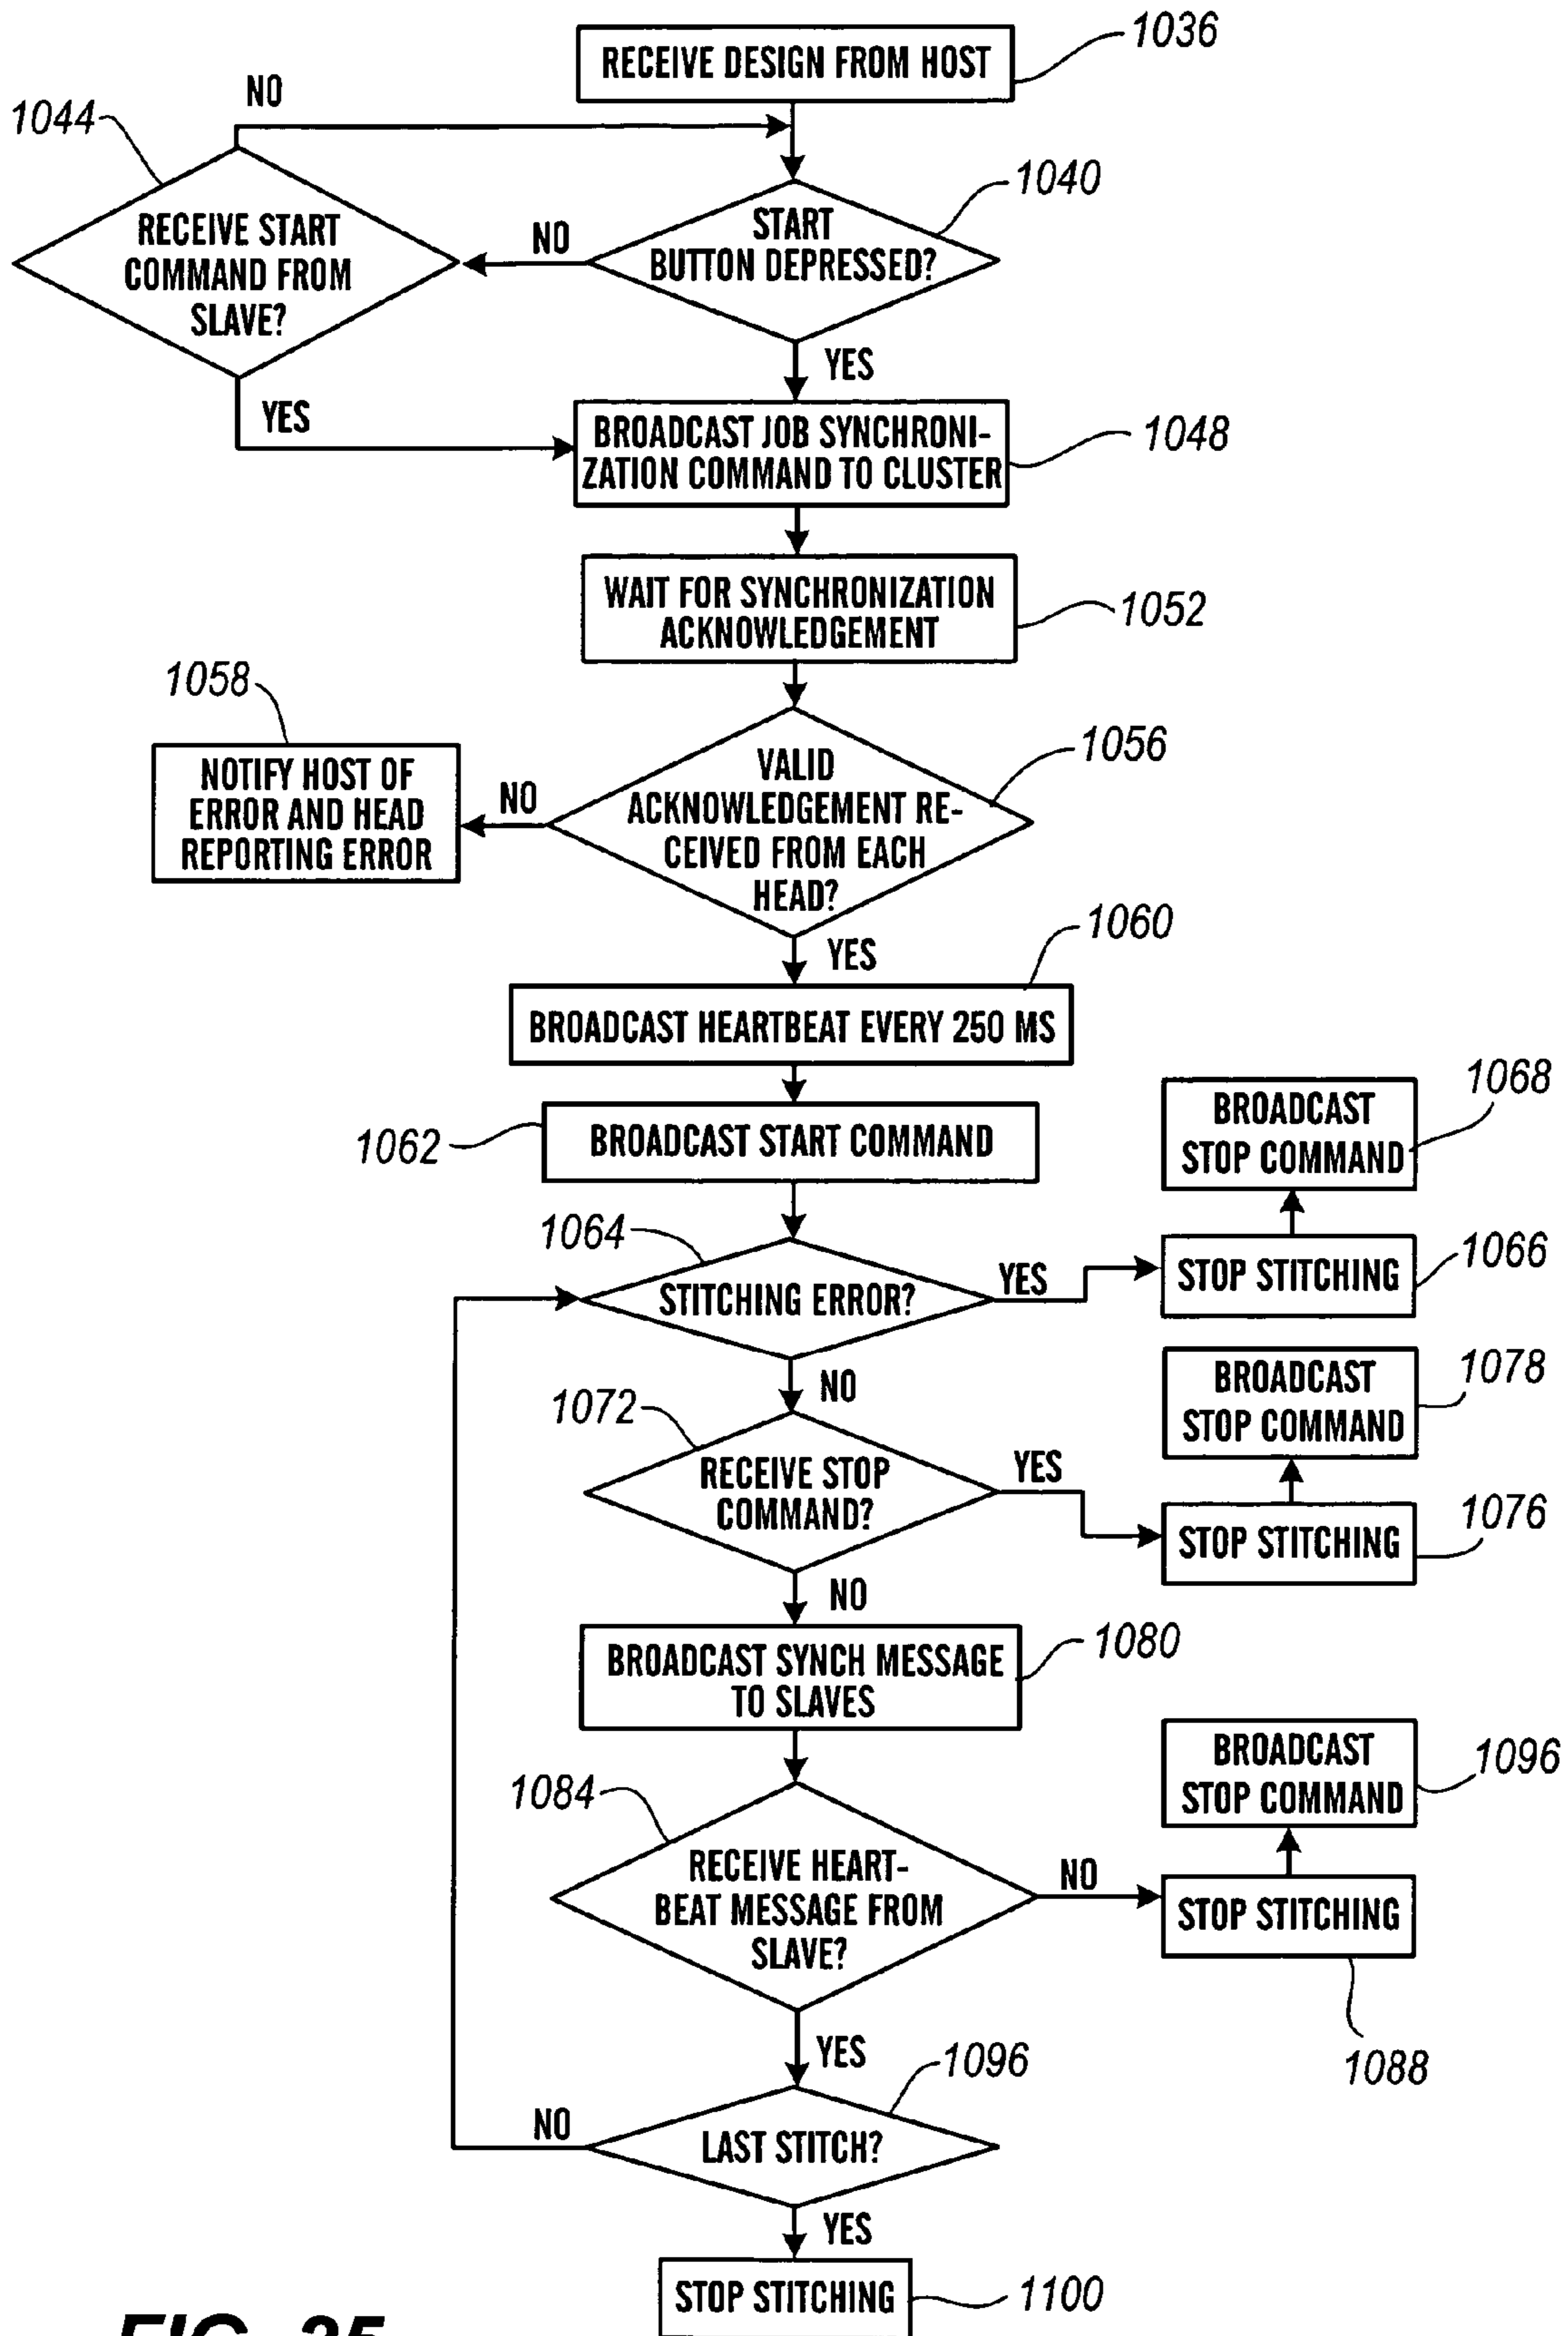 RECEIVE DESIGN FROM HOST
1036
NO
1044
1040
START
BUTTON DEPRESSED?
NO
RECEIVE START
COMMAND FROM
SLAVE?
YES
YES
BROADCAST JOB SYNCHRONI-
ZATION COMMAND TO CLUSTER
1048
WAIT FOR SYNCHRONIZATION
ACKNOWLEDGEMENT
1052
1058
NOTIFY HOST OF
ERROR AND HEAD
REPORTING ERROR
NO
VALID
ACKNOWLEDGEMENT RE-
CEIVED FROM EACH
HEAD?
1056
YES
1060
BROADCAST HEARTBEAT EVERY 250 MS
1062
BROADCAST START COMMAND
1068
BROADCAST
STOP COMMAND
1064
STITCHING ERROR?
YES
STOP STITCHING
1066
NO
BROADCAST
STOP COMMAND
1078
1072
RECEIVE STOP
COMMAND?
YES
STOP STITCHING
1076
NO
BROADCAST SYNCH MESSAGE
TO SLAVES
1080
BROADCAST
STOP COMMAND
1096
1084
RECEIVE HEART-
BEAT MESSAGE FROM
SLAVE?
NO
STOP STITCHING
1088
YES
1096
LAST STITCH?
NO
YES
STOP STITCHING
1100
FIG. 25